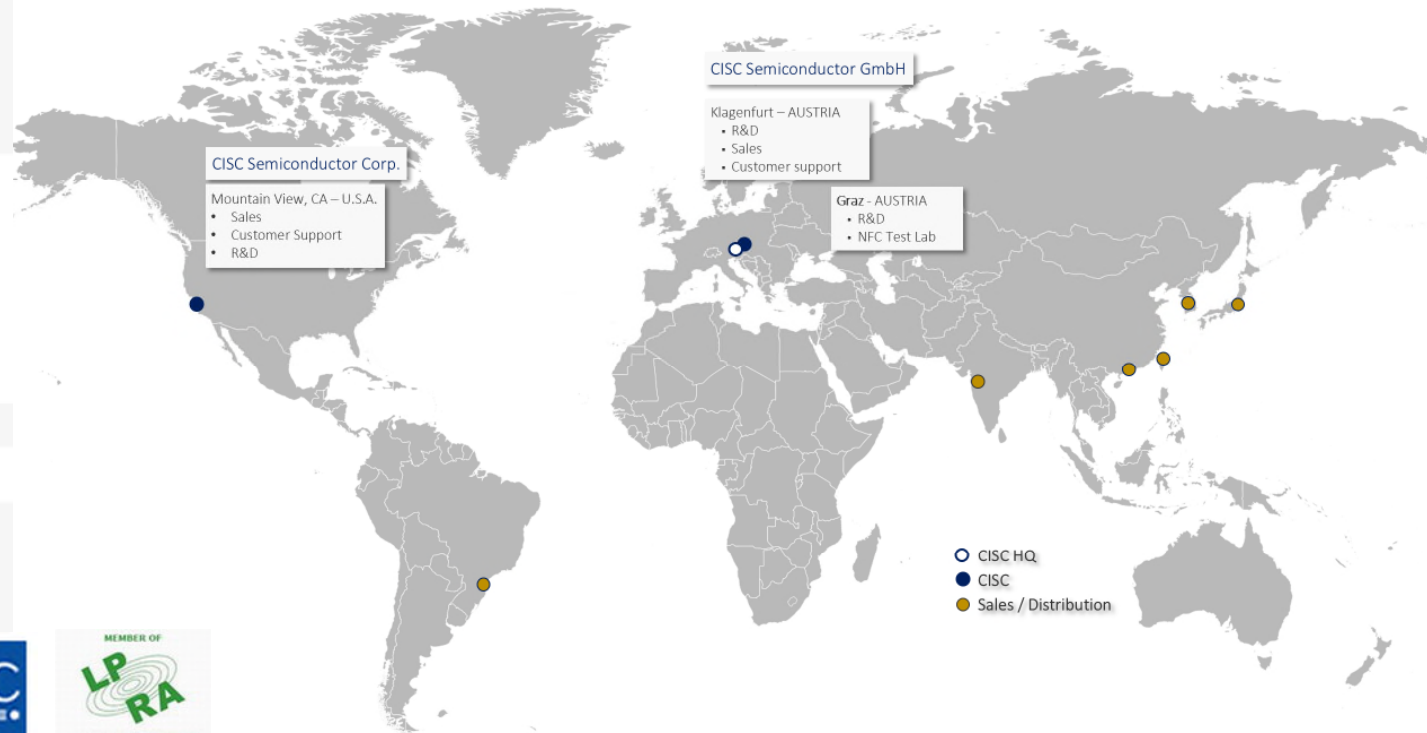 CISC Semiconductor GmbH
Klagenfurt – AUSTRIA
• R&D
• Sales
• Customer support
CISC Semiconductor Corp.
Mountain View, CA – U.S.A.
• Sales
• Customer Support
• R&D
Graz - AUSTRIA
• R&D
• NFC Test Lab
CISC HQ
CISC
Sales / Distribution
MEMBER OF
LP
RA
C